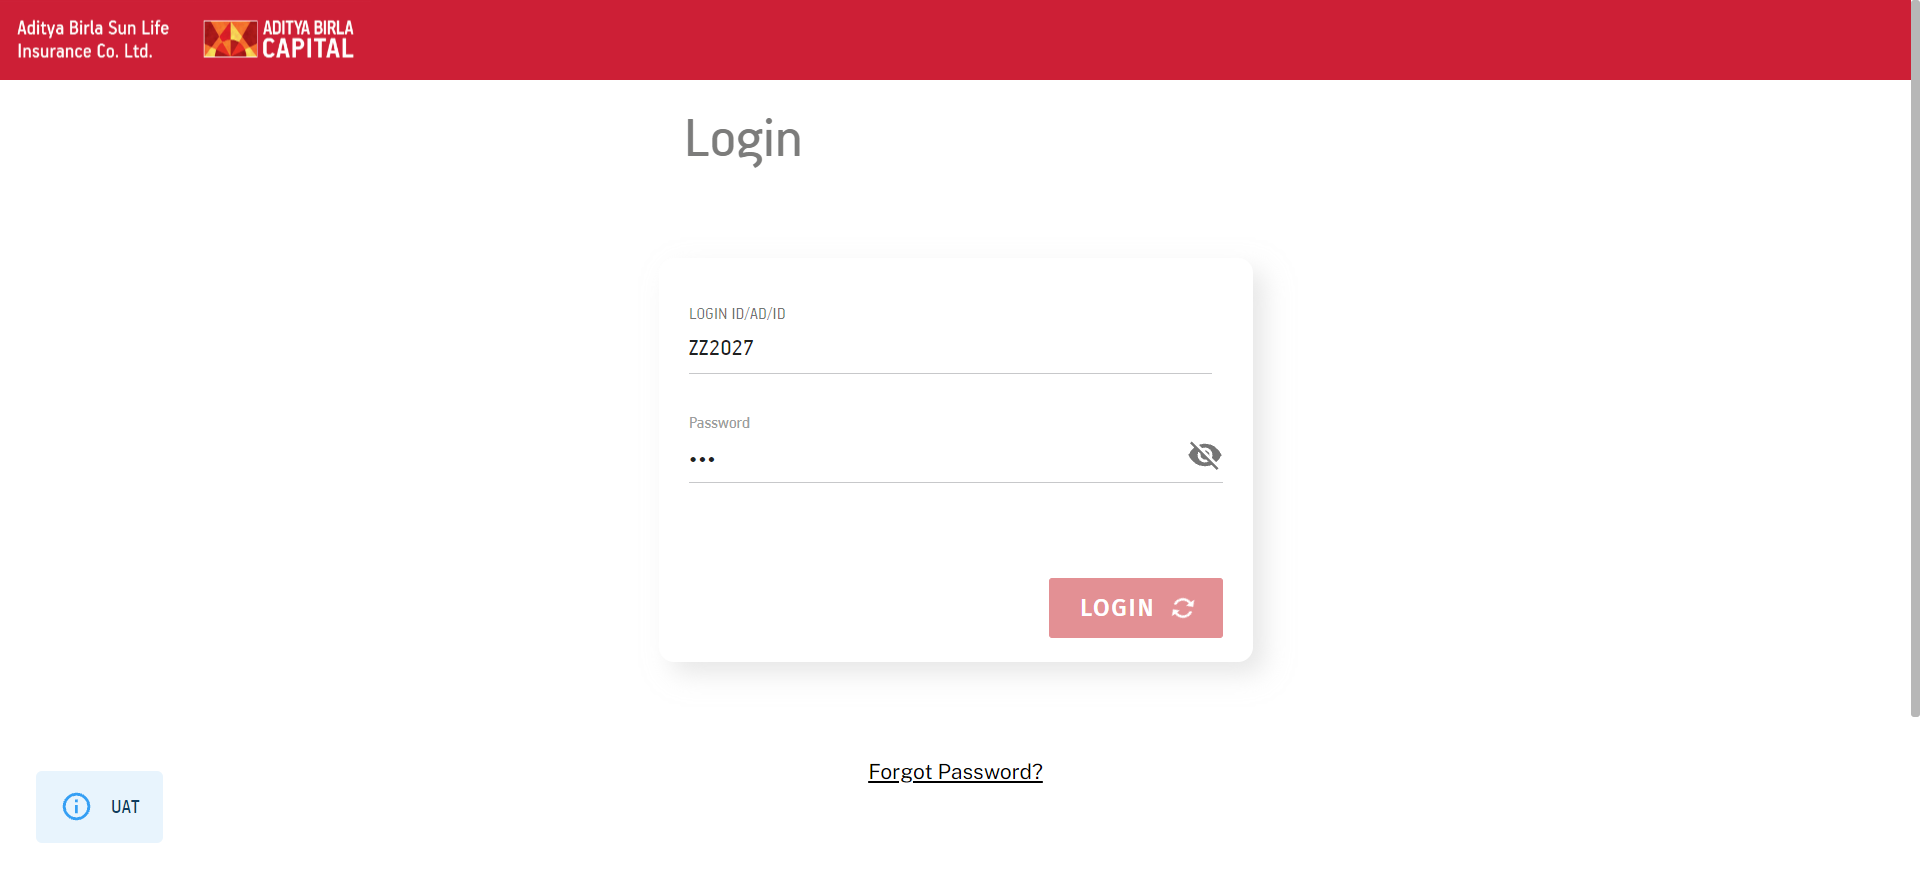 Aditya Birla Sun Life
Insurance Co. Ltd.
ADITYA BIRLA
CAPITAL
Login
LOGIN ID/AD/ID
ZZ2027
Password
•••
LOGIN
Forgot Password?
UAT